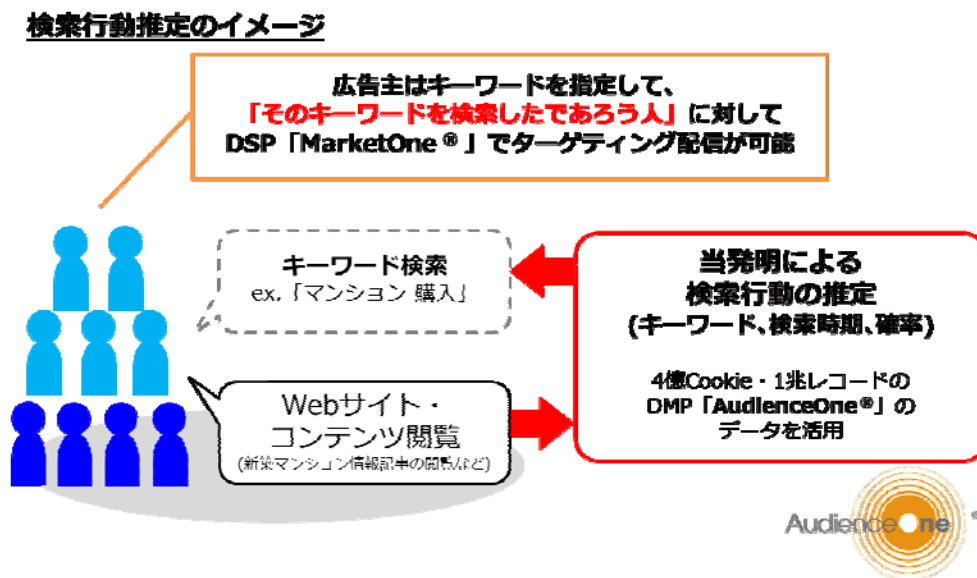 検索行動推定のイメージ
広告主はキーワードを指定して、
「そのキーワードを検索したであろう人」に対して
DSP「MarketOne®」でターゲティング配信が可能
キーワード検索
ex.「マンション 購入」
当発明による
検索行動の推定
(キーワード、検索時期、確率)
4億Cookie・1兆レコードの
DMP「AudienceOne®」の
データを活用
Webサイト・
コンテンツ閲覧
(新築マンション情報記事の閲覧など)
AudienceOne®